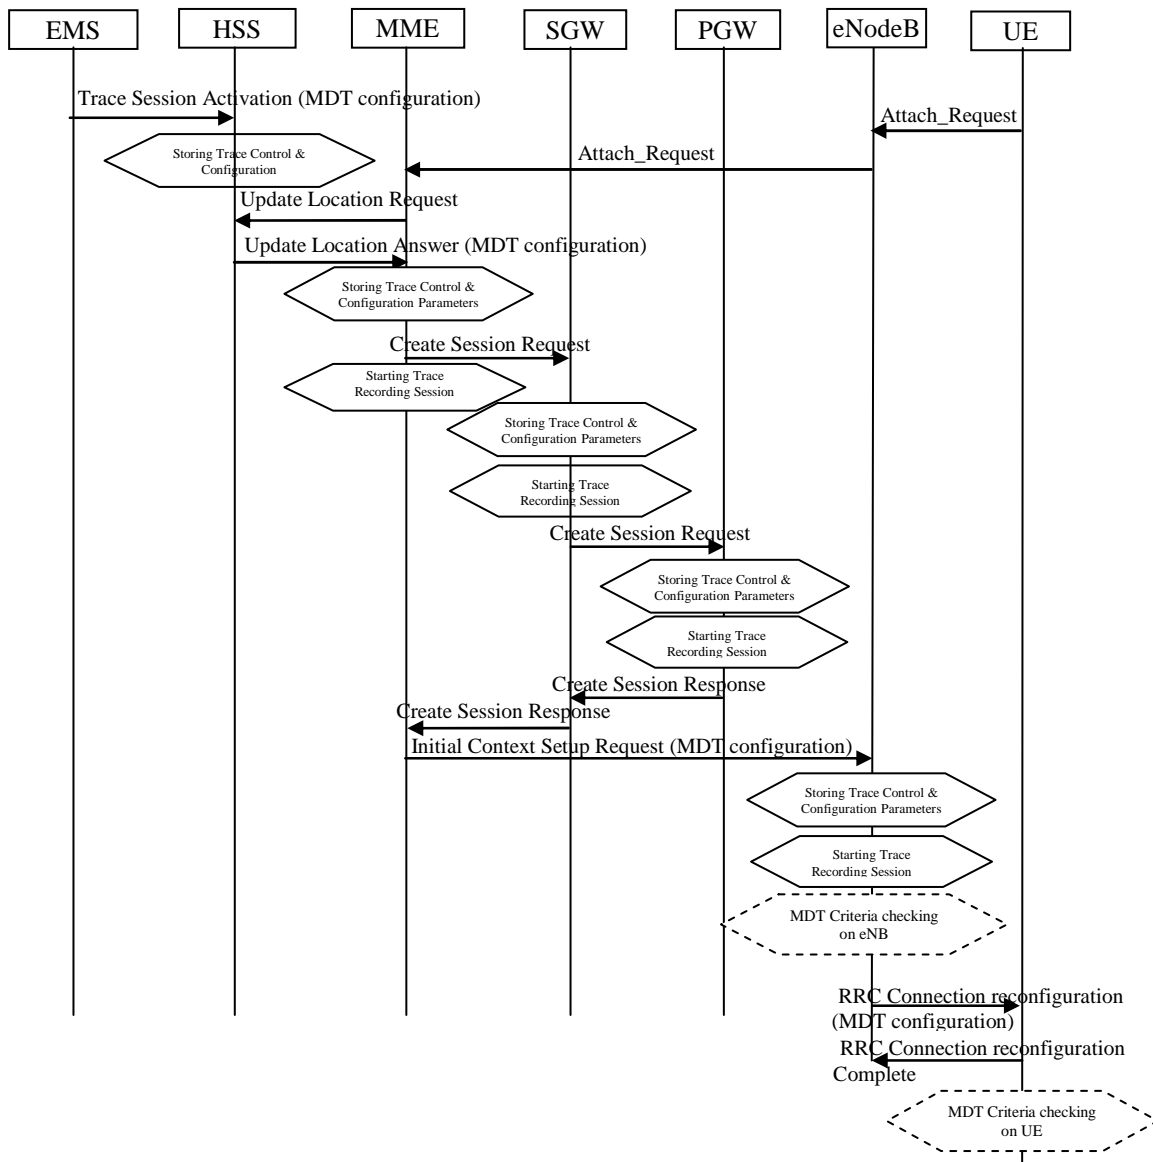 EMS
HSS
MME
SGW
PGW
eNodeB
UE
Trace Session Activation (MDT configuration)
Attach_Request
Storing Trace Control &
Configuration
Attach_Request
Update Location Request
Update Location Answer (MDT configuration)
Storing Trace Control &
Configuration Parameters
Create Session Request
Starting Trace
Recording Session
Storing Trace Control &
Configuration Parameters
Starting Trace
Recording Session
Create Session Request
Storing Trace Control &
Configuration Parameters
Starting Trace
Recording Session
Create Session Response
Create Session Response
Initial Context Setup Request (MDT configuration)
Storing Trace Control &
Configuration Parameters
Starting Trace
Recording Session
MDT Criteria checking
on eNB
RRC Connection reconfiguration
(MDT configuration)
RRC Connection reconfiguration
Complete
MDT Criteria checking
on UE